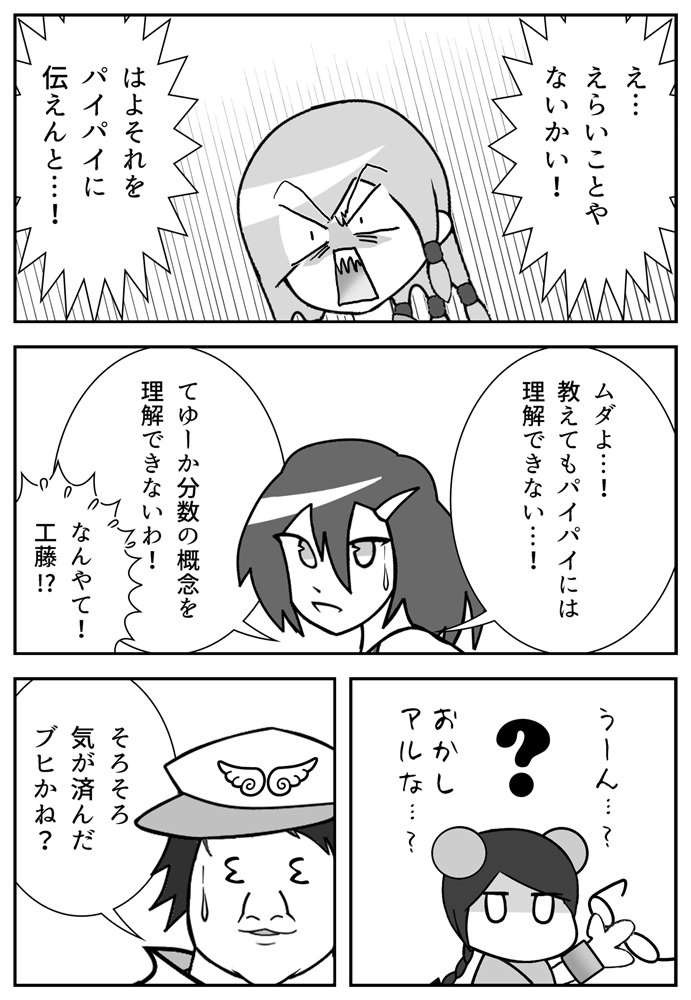 え…
えらいことや
ないかい！
はよそれを
パイパイに
伝えんと…！
ムダよ…！
教えてもパイパイには
理解できない…！
てゆーか分数の概念を
理解できないわ！
なんやて！
工藤!?
?
うーん…?
おかし
アルな…?
そろそろ
気が済んだ
ブヒかね？